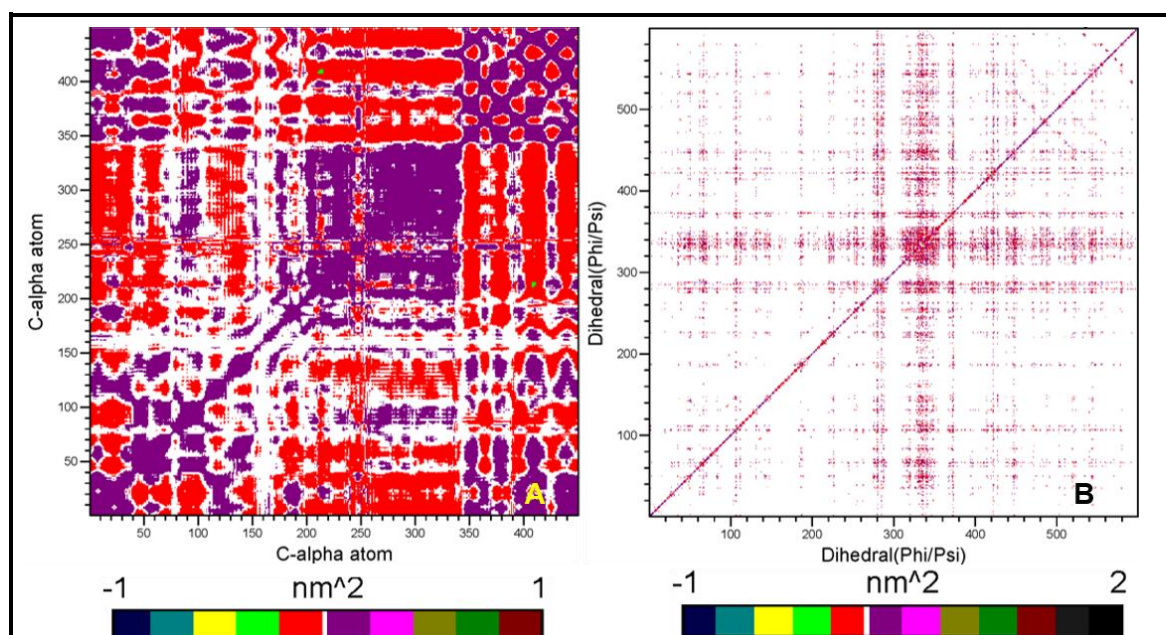 400
350
300
250
200
150
100
50
C-alpha atom
A
50 100 150 200 250 300 350 400
C-alpha atom
-1 nm^2 1
500
400
300
200
100
Dihedral(Phi/Psi)
B
100 200 300 400 500
Dihedral(Phi/Psi)
-1 nm^2 2